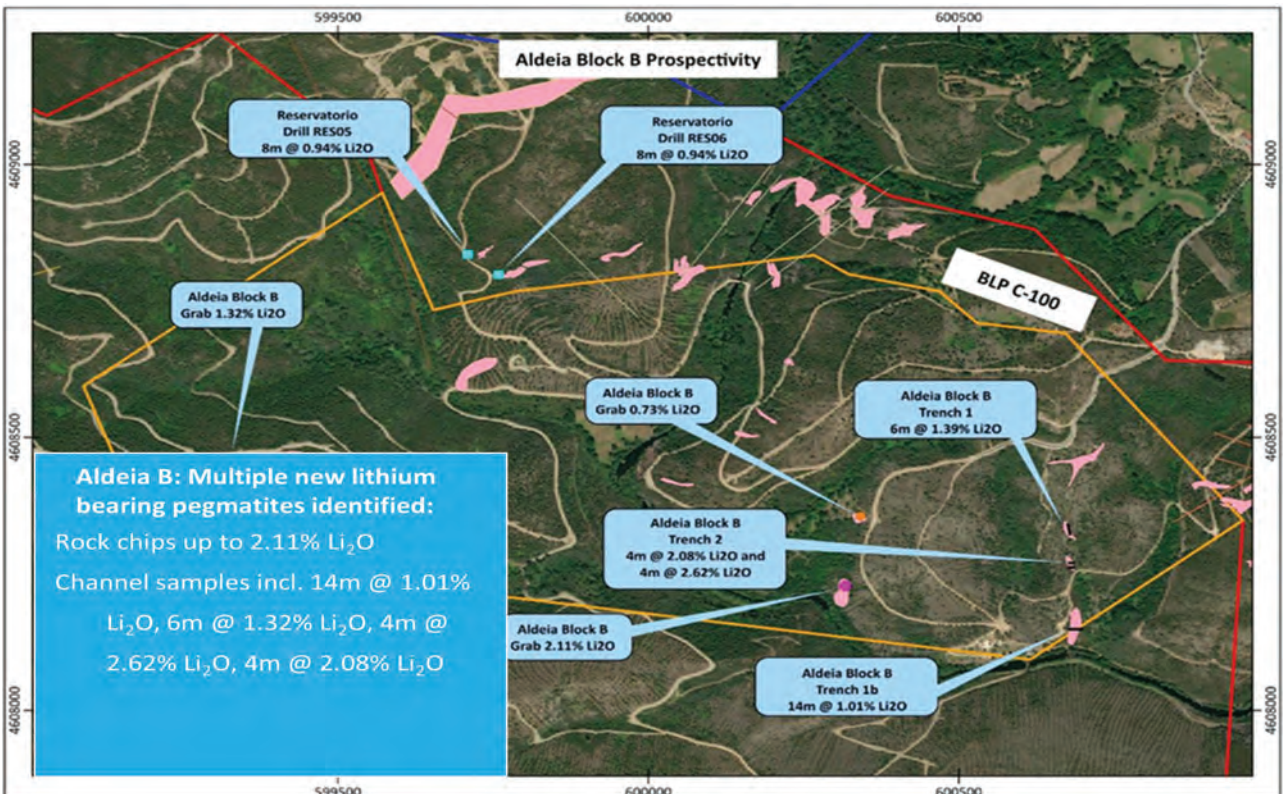 599500
600000
600500
Aldeia Block B Prospectivity
Reservatorio
Drill RES05
8m @ 0.94% Li2O
Reservatorio
Drill RES06
8m @ 0.94% Li2O
4609000
4609000
BLP C-100
Aldeia Block B
Grab 1.32% Li2O
Aldeia Block B
Grab 0.73% Li2O
Aldeia Block B
Trench 1
6m @ 1.39% Li2O
4608500
4608500
Aldeia B: Multiple new lithium
bearing pegmatites identified:
Rock chips up to 2.11% Li₂O
Channel samples incl. 14m @ 1.01%
Li₂O, 6m @ 1.32% Li₂O, 4m @
2.62% Li₂O, 4m @ 2.08% Li₂O
Aldeia Block B
Trench 2
4m @ 2.08% Li2O and
4m @ 2.62% Li2O
Aldeia Block B
Grab 2.11% Li2O
Aldeia Block B
Trench 1b
14m @ 1.01% Li2O
4608000
4608000
599500
600000
600500